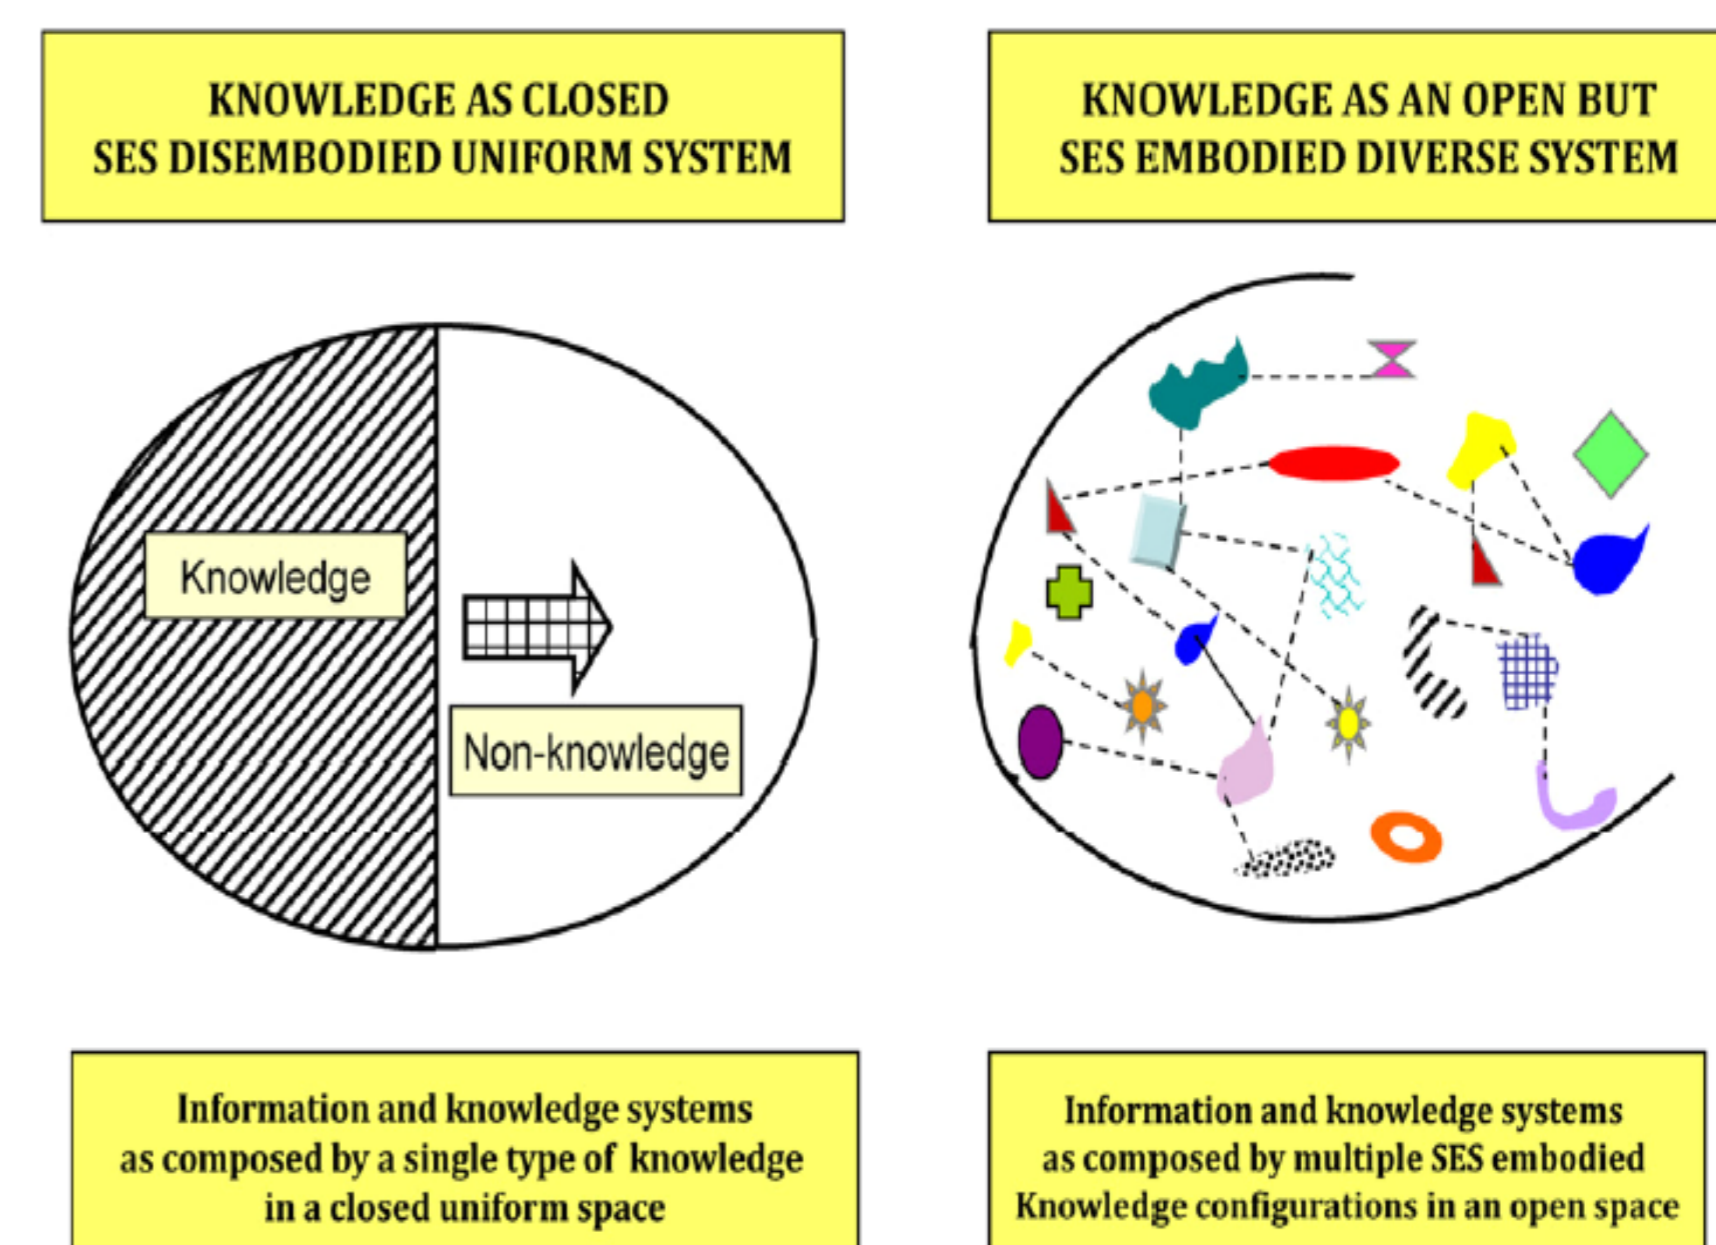 KNOWLEDGE AS CLOSED
SES DISEMBODIED UNIFORM SYSTEM
KNOWLEDGE AS AN OPEN BUT
SES EMBODIED DIVERSE SYSTEM
Knowledge
Non-knowledge
Information and knowledge systems
as composed by a single type of knowledge
in a closed uniform space
Information and knowledge systems
as composed by multiple SES embodied
Knowledge configurations in an open space